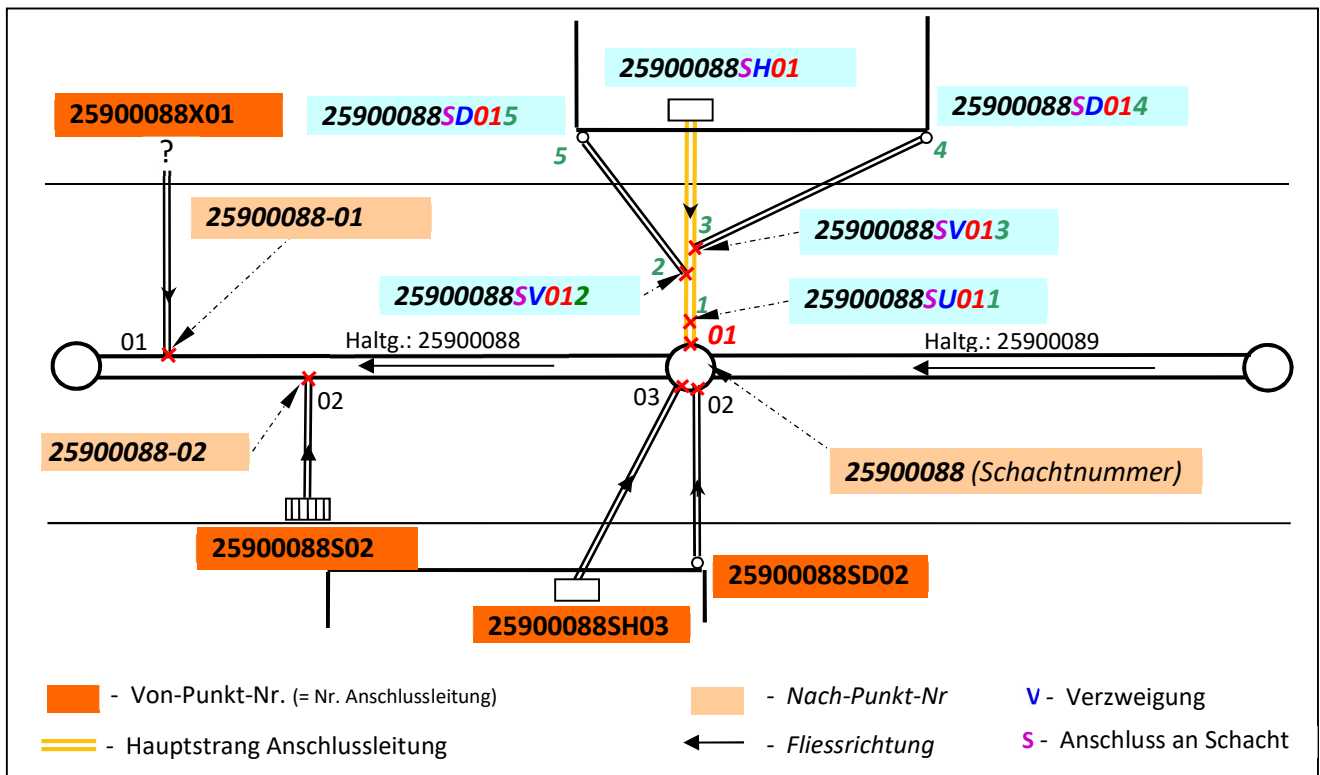 25900088SH01
25900088X01
25900088SD015
25900088SD014
?
5
4
25900088-01
3
25900088SV013
2
25900088SV012
1
25900088SU011
01
Haltg.: 25900088
01
Haltg.: 25900089
02
03
02
25900088-02
25900088 (Schachtnummer)
25900088S02
25900088SD02
25900088SH03
- Von-Punkt-Nr. (= Nr. Anschlussleitung)
- Nach-Punkt-Nr
V - Verzweigung
- Hauptstrang Anschlussleitung
- Fliessrichtung
S - Anschluss an Schacht